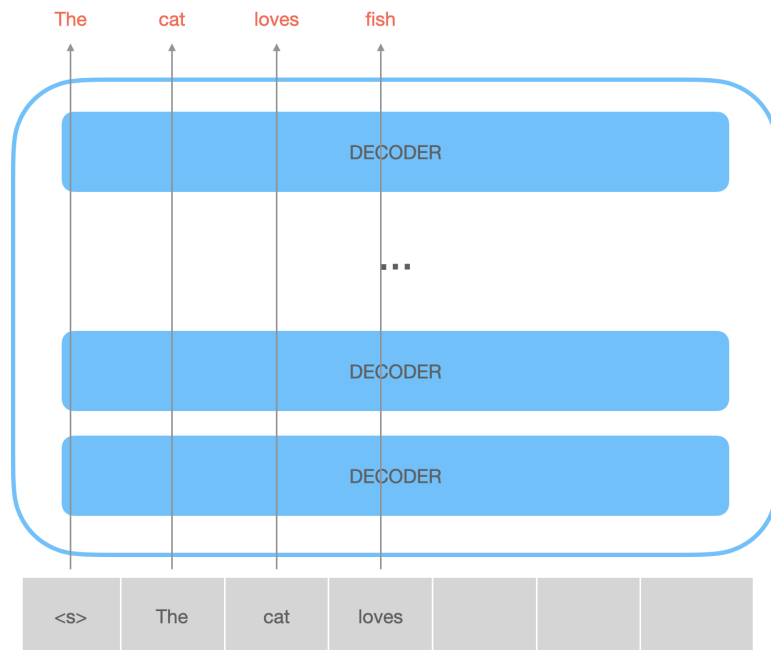 The cat loves fish
DECODER
...
DECODER
DECODER
<s> The cat loves